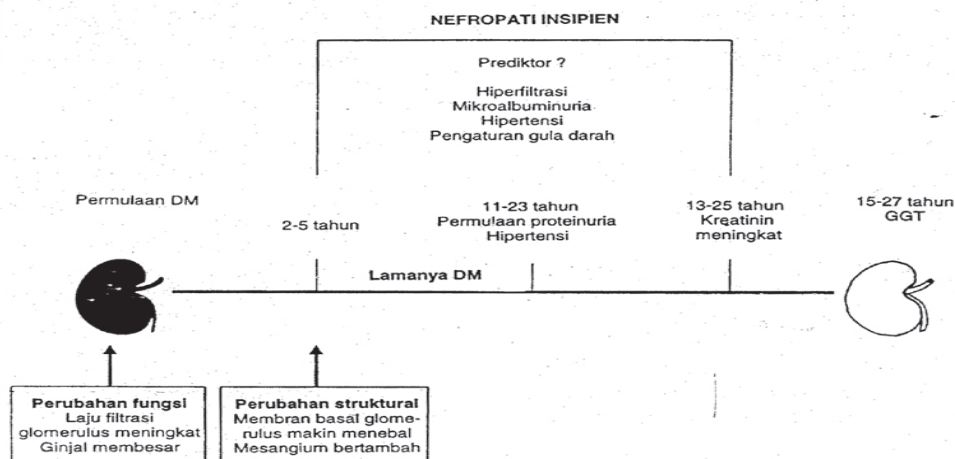 NEFROPATI INSIPIEN
Prediktor ?
Hiperfiltrasi
Mikroalbuminuria
Hipertensi
Pengaturan gula darah
Permulaan DM
2-5 tahun
11-23 tahun
Permulaan proteinuria
Hipertensi
13-25 tahun
Kreatinin
meningkat
15-27 tahun
GGT
Lamanya DM
Perubahan fungsi
Laju filtrasi
glomerulus meningkat
Ginjal membesar
Perubahan struktural
Membran basal glome-
rulus makin menebal
Mesangium bertambah